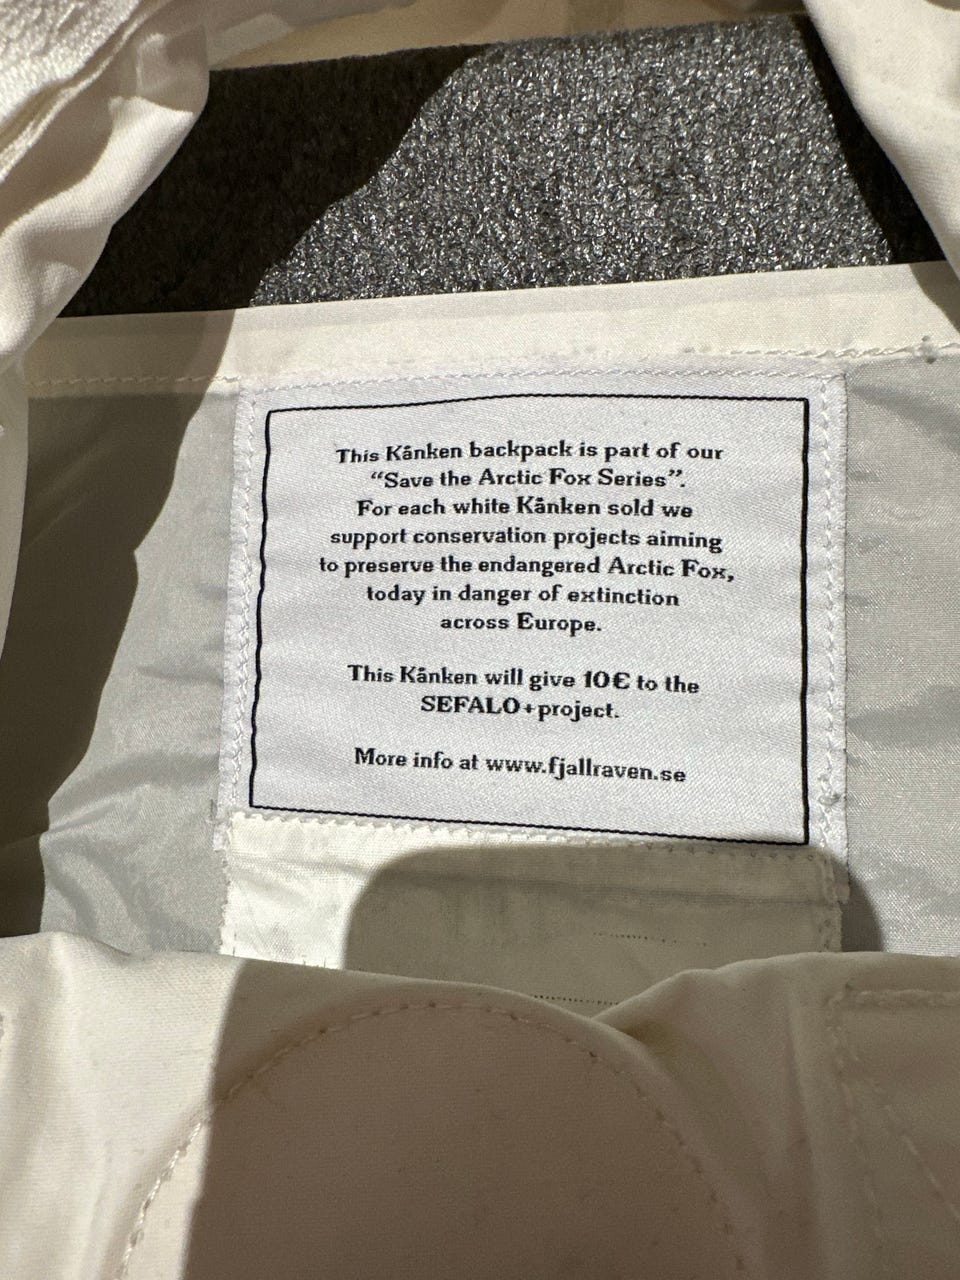 This Kånken backpack is part of our
“Save the Arctic Fox Series”.
For each white Kånken sold we
support conservation projects aiming
to preserve the endangered Arctic Fox,
today in danger of extinction
across Europe.
This Kånken will give 10€ to the
SEFALO+project.
More info at www.fjallraven.se